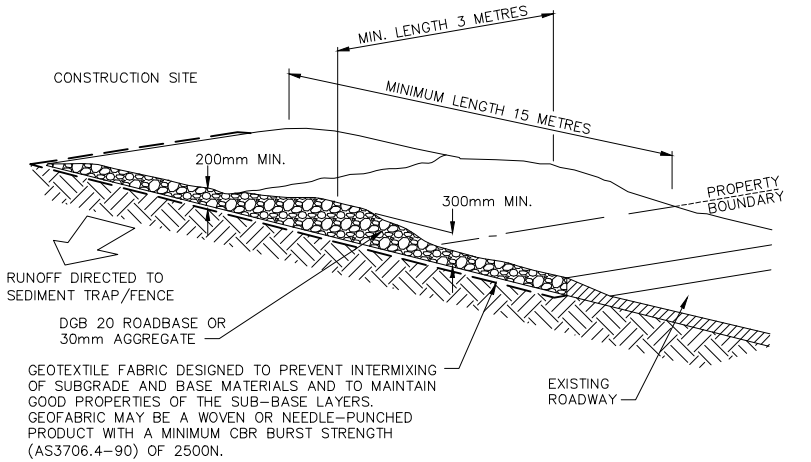 MIN. LENGTH 3 METRES
CONSTRUCTION SITE
MINIMUM LENGTH 15 METRES
200mm MIN.
300mm MIN.
PROPERTY
BOUNDARY
RUNOFF DIRECTED TO
SEDIMENT TRAP/FENCE
DGB 20 ROADBASE OR
30mm AGGREGATE
GEOTEXTILE FABRIC DESIGNED TO PREVENT INTERMIXING
OF SUBGRADE AND BASE MATERIALS AND TO MAINTAIN
GOOD PROPERTIES OF THE SUB-BASE LAYERS.
GEOFABRIC MAY BE A WOVEN OR NEEDLE-PUNCHED
PRODUCT WITH A MINIMUM CBR BURST STRENGTH
(AS3706.4-90) OF 2500N.
EXISTING
ROADWAY